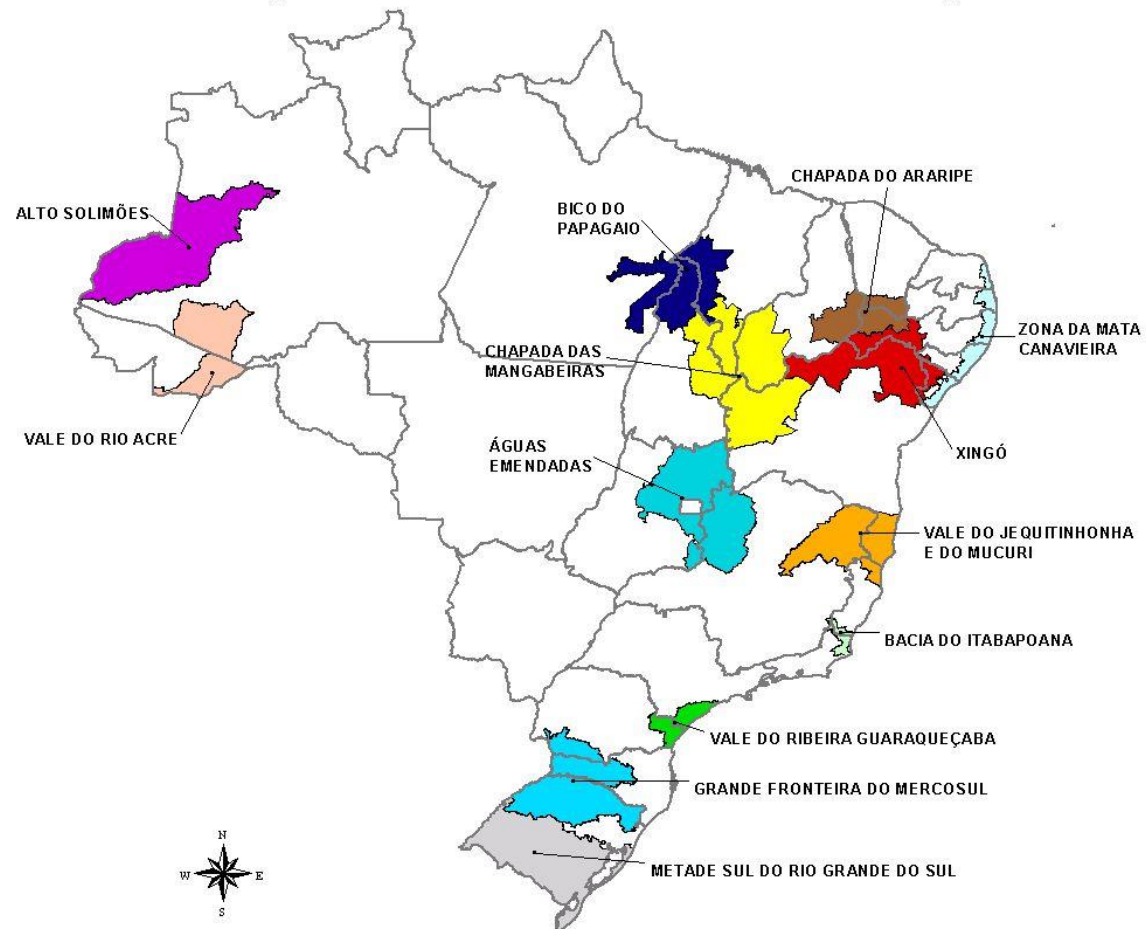 CHAPADA DO ARARIPE
ALTO SOLIMÕES
BICO DO
PAPAGAIO
ZONA DA MATA
CANAVIEIRA
CHAPADA DAS
MANGABEIRAS
VALE DO RIO ACRE
ÁGUAS
EMENDADAS
XINGÓ
VALE DO JEQUITINHONHA
E DO MUCURI
BACIA DO ITABAPOANA
VALE DO RIBEIRA GUARAQUEÇABA
GRANDE FRONTEIRA DO MERCOSUL
METADE SUL DO RIO GRANDE DO SUL
N
W E
S